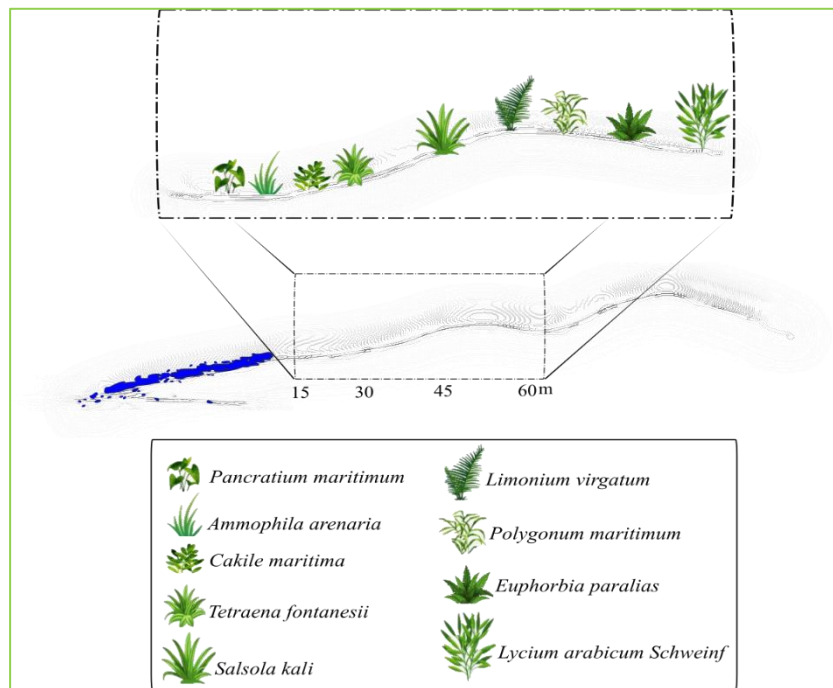 15 30 45 60m
Pancratium maritimum
Ammophila arenaria
Cakile maritima
Tetraena fontanesii
Salsola kali
Limonium virgatum
Polygonum maritimum
Euphorbia paralias
Lycium arabicum Schweinf